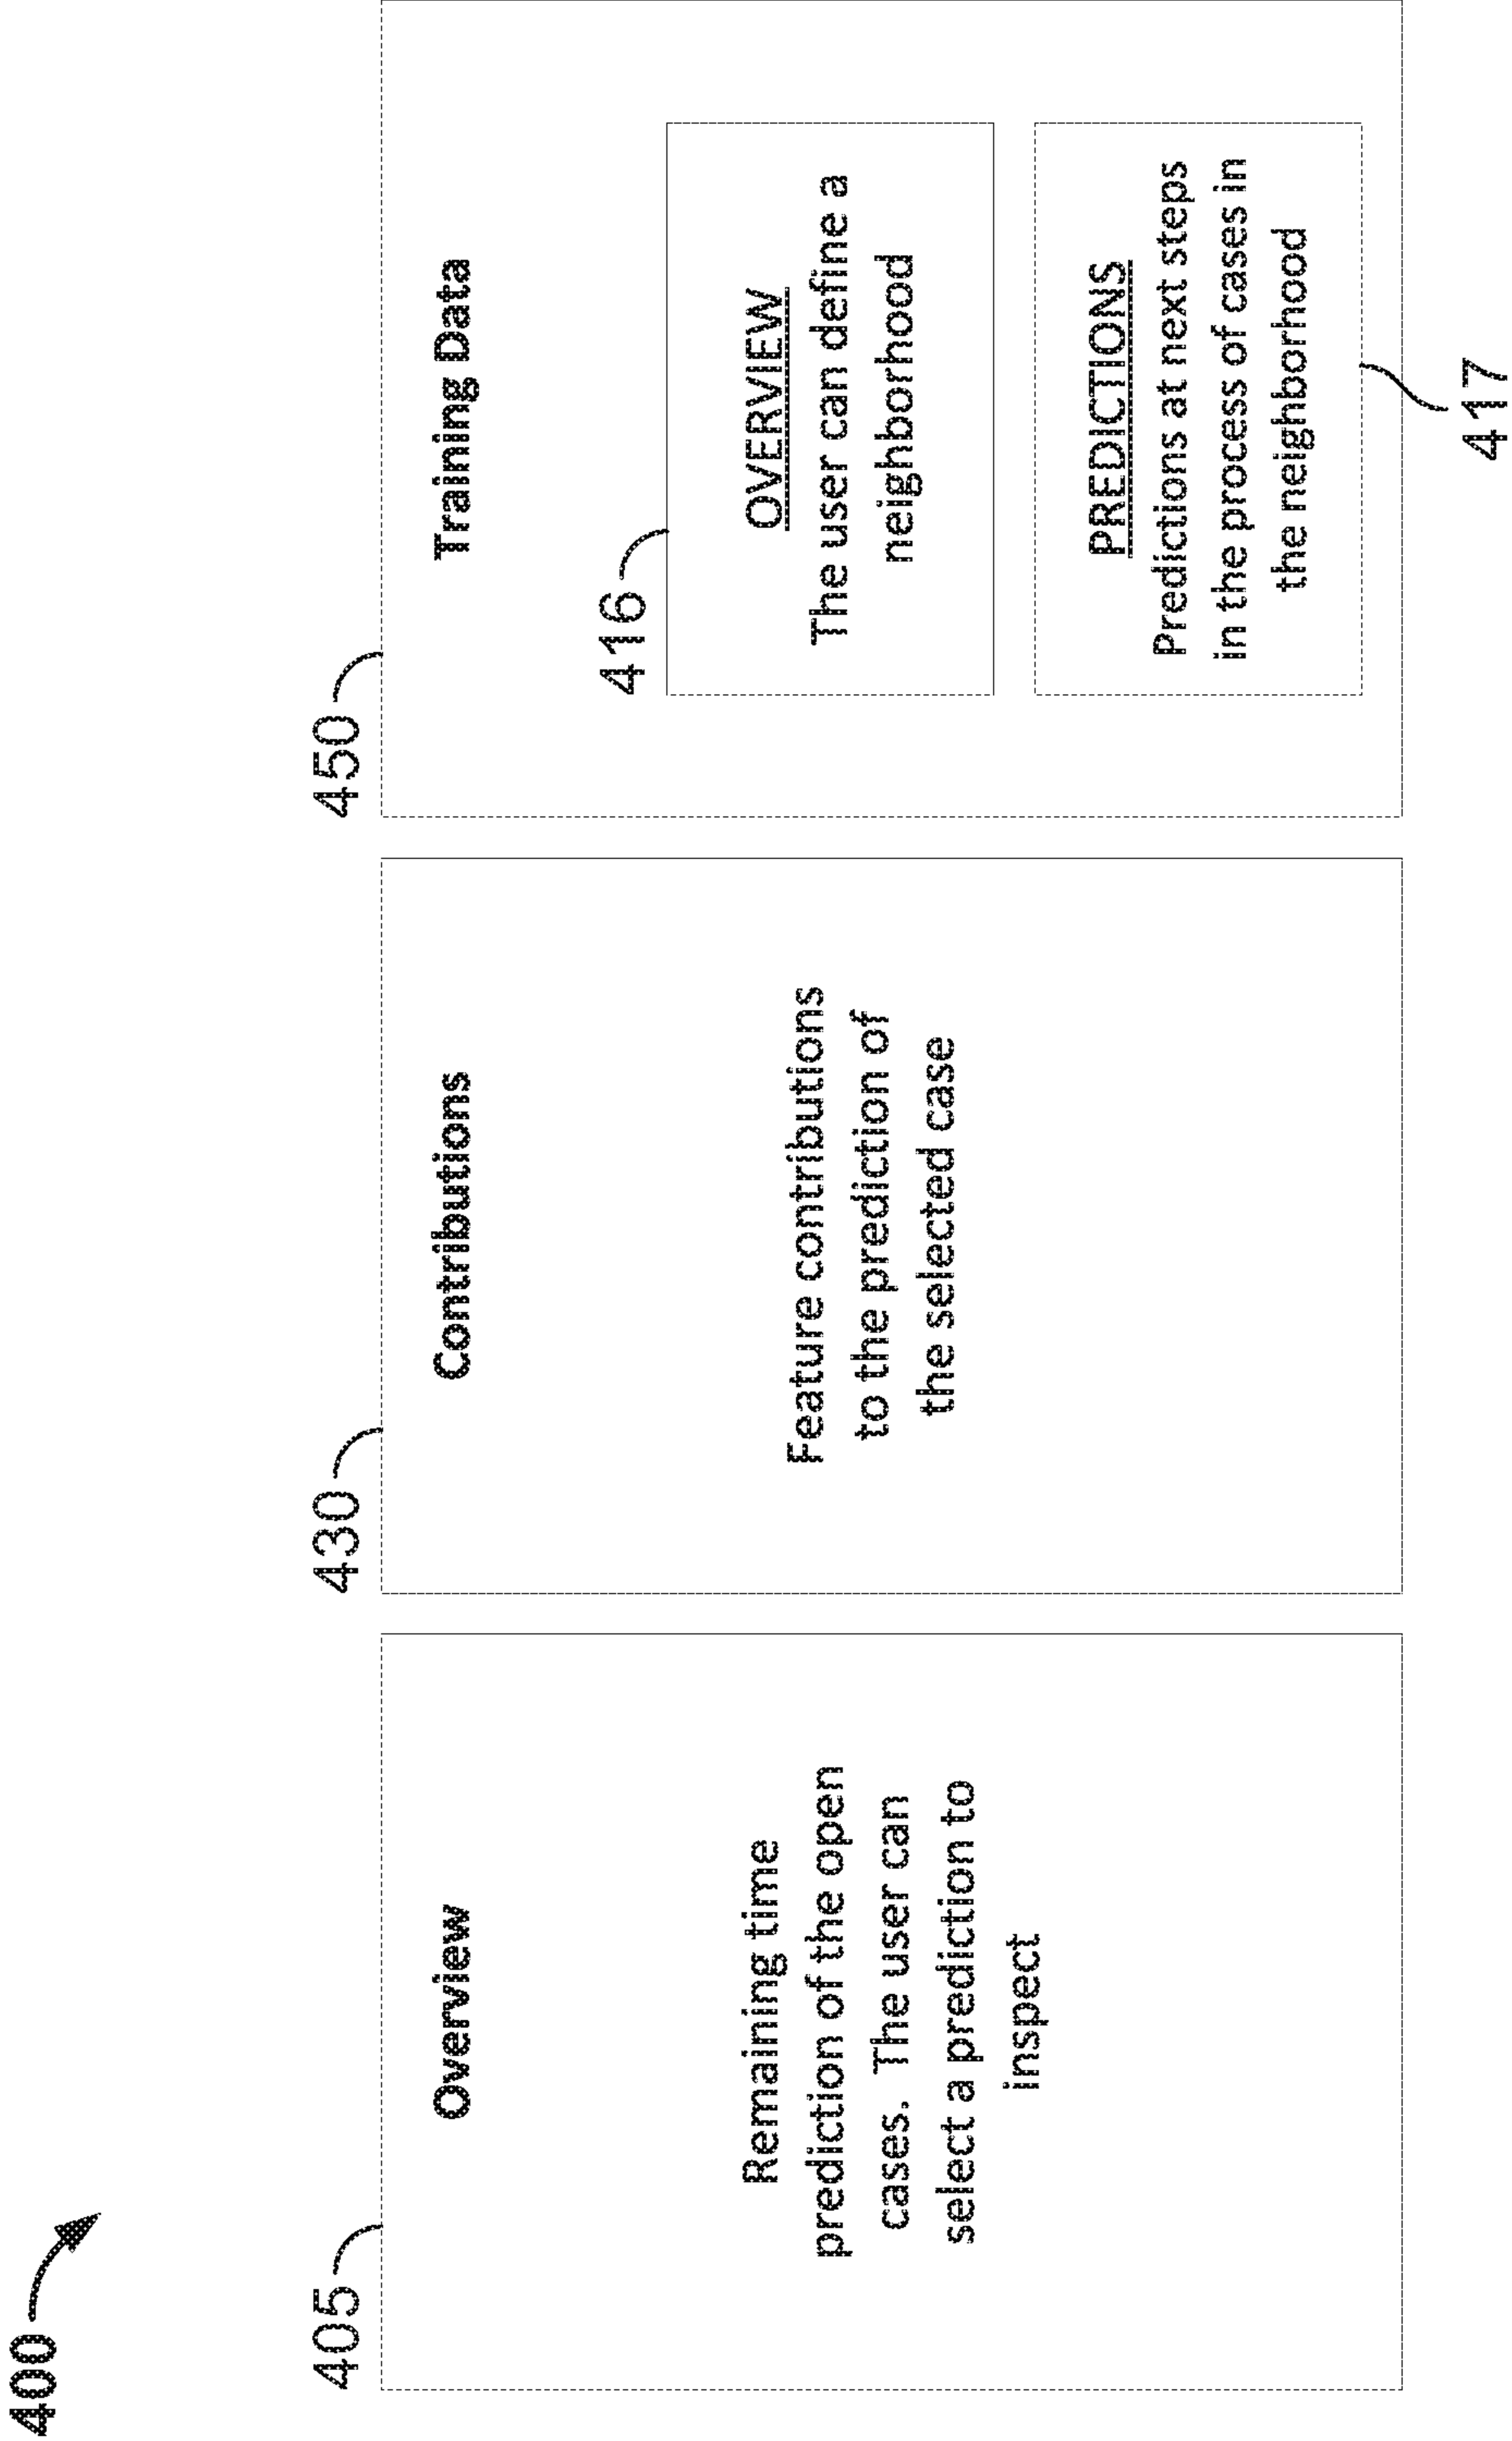 400
405
Overview
Remaining time
prediction of the open
cases. The user can
select a prediction to
inspect
430
Contributions
Feature contributions
to the prediction of
the selected case
450
Training Data
416
OVERVIEW
The user can define a
neighborhood
PREDICTIONS
Predictions at next steps
in the process of cases in
the neighborhood
417